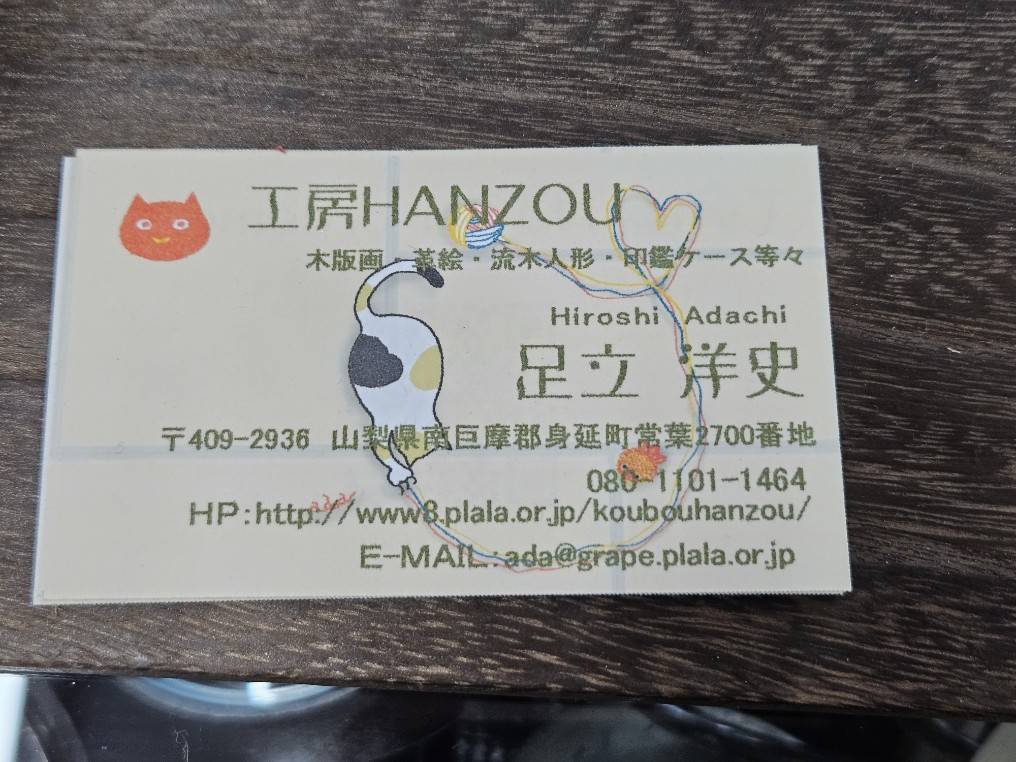 工房HANZOU
木版画・墨絵・流木人形・印鑑ケース等々
Hiroshi Adachi
足立 洋史
〒409-2936 山梨県南巨摩郡身延町常葉2700番地
080-1101-1464
HP:http://www8.plala.or.jp/koubouhanzou/
E-MAIL:ada@grape.plala.or.jp